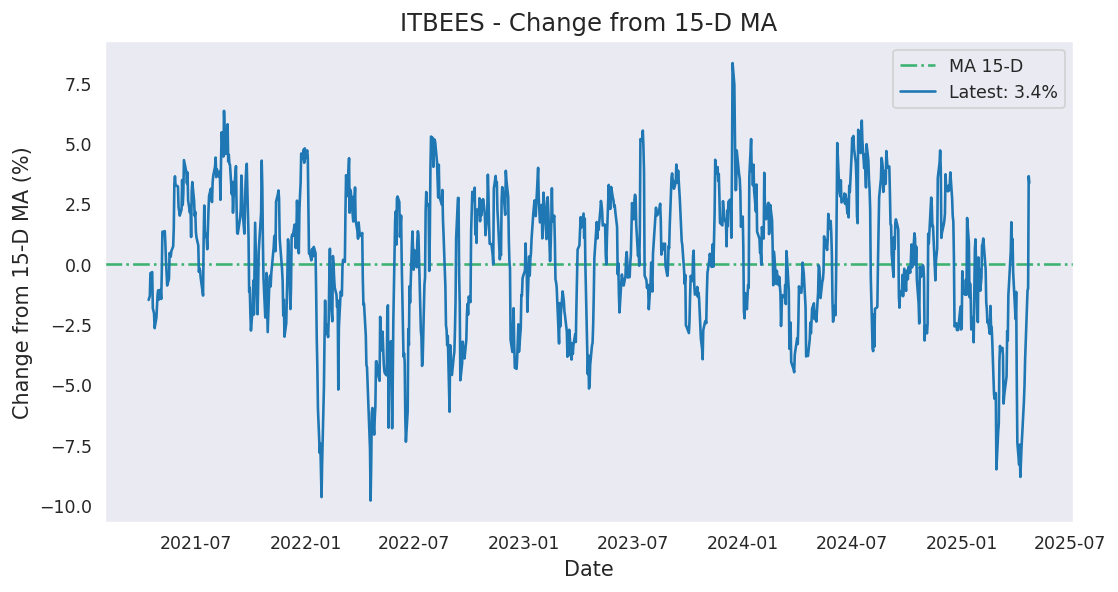 ITBEES - Change from 15-D MA
MA 15-D
Latest: 3.4%
Change from 15-D MA (%)
7.5
5.0
2.5
0.0
−2.5
−5.0
−7.5
−10.0
2021-07 2022-01 2022-07 2023-01 2023-07 2024-01 2024-07 2025-01 2025-07
Date